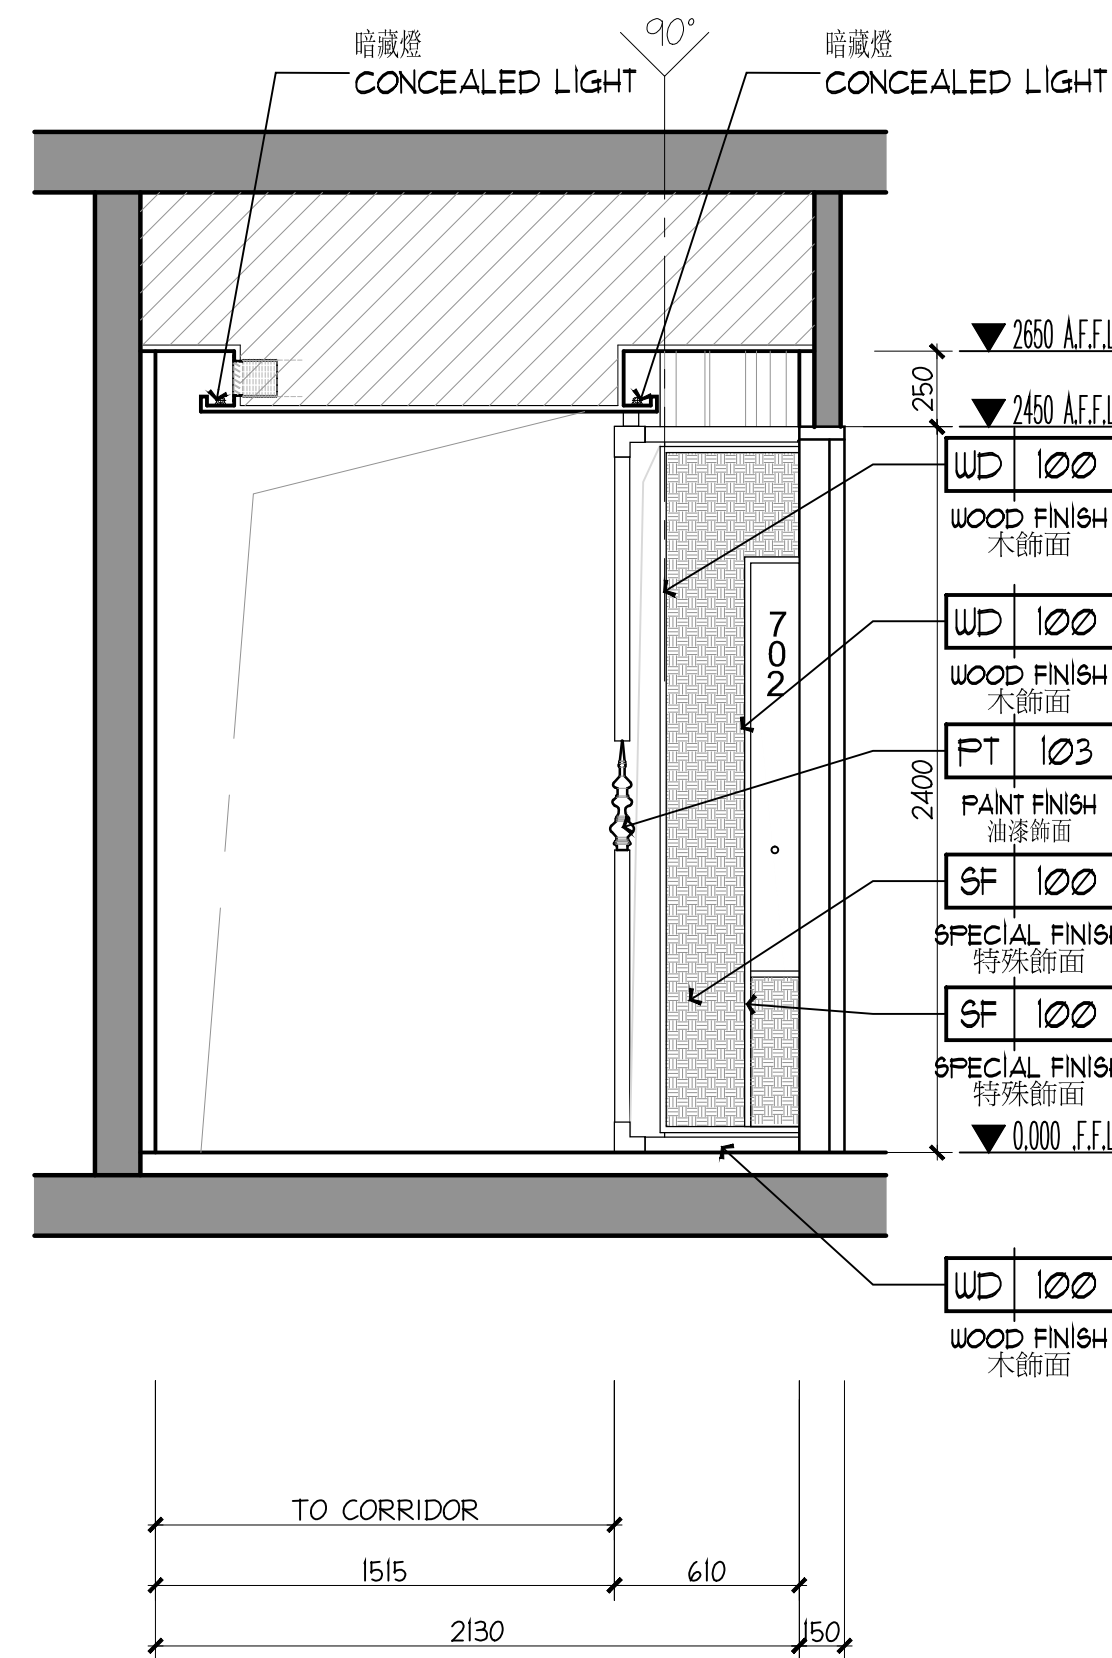 90°
暗藏燈
CONCEALED LIGHT
暗藏燈
CONCEALED LIGHT
2650 A.F.F.L
250
2450 A.F.F.L
WD 100
WOOD FINISH
木飾面
702
WD 100
WOOD FINISH
木飾面
PT 103
2400
PAINT FINISH
油漆飾面
SF 100
SPECIAL FINISH
特殊飾面
SF 100
SPECIAL FINISH
特殊飾面
0.000 .F.F.L
WD 100
WOOD FINISH
木飾面
TO CORRIDOR
1515
610
2130
150